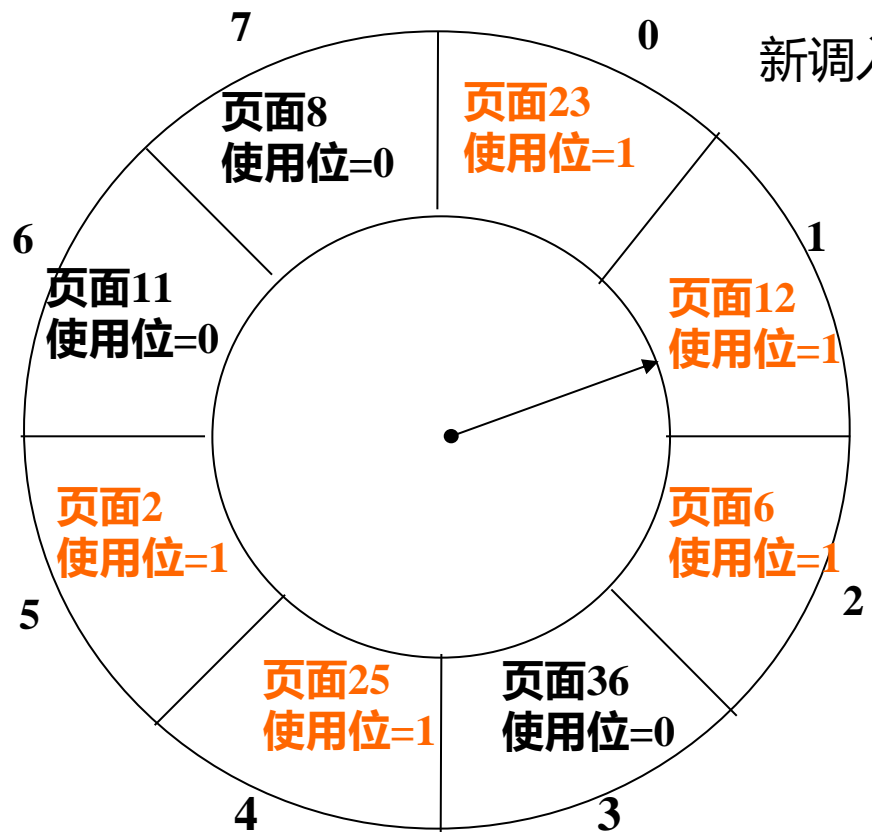 7
0
新调入
页面8
使用位=0
页面23
使用位=1
6
1
页面11
使用位=0
页面12
使用位=1
页面2
使用位=1
页面6
使用位=1
5
2
页面25
使用位=1
页面36
使用位=0
4
3